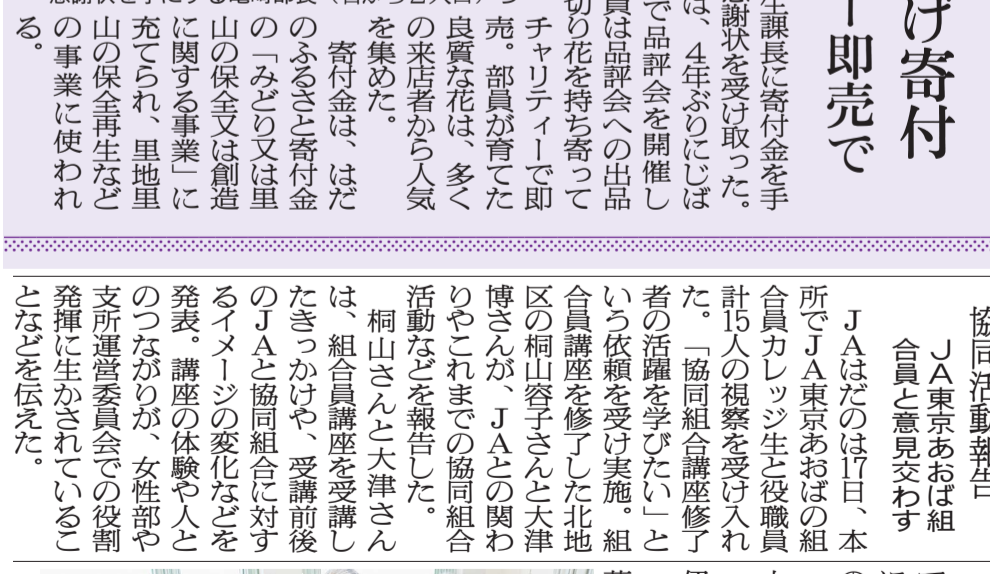 け寄付
ー即売で
生課長に寄付金を手
感謝状を受け取った。
は、4年ぶりにじば
で品評会を開催し
員は品評会への出品
切り花を持ち寄って
チャリティーで即
売。部員が育てた
良質な花は、多く
の来店者から人気
を集めた。
寄付金は、はだ
のふるさと寄付金
の「みどり又は里
山の保全又は創造
に関する事業」に
充てられ、里地里
山の保全再生など
の事業に使われ
る。
協同活動報告
JA東京あおば組
合員と意見交わす
JAはだのは17日、本
所でJA東京あおばの組
合員カレッジ生と役職員
計15人の視察を受け入れ
た。「協同組合講座修了
者の活躍を学びたい」と
いう依頼を受け実施。組
合員講座を修了した北地
区の桐山容子さんと大津
博さんが、JAとの関わ
りやこれまでの協同組合
活動などを報告した。
桐山さんと大津さん
は、組合員講座を受講し
たきっかけや、受講前後
のJAと協同組合に対す
るイメージの変化などを
発表。講座の体験や人と
のつながりが、女性部や
支所運営委員会での役割
発揮に生かされているこ
となどを伝えた。